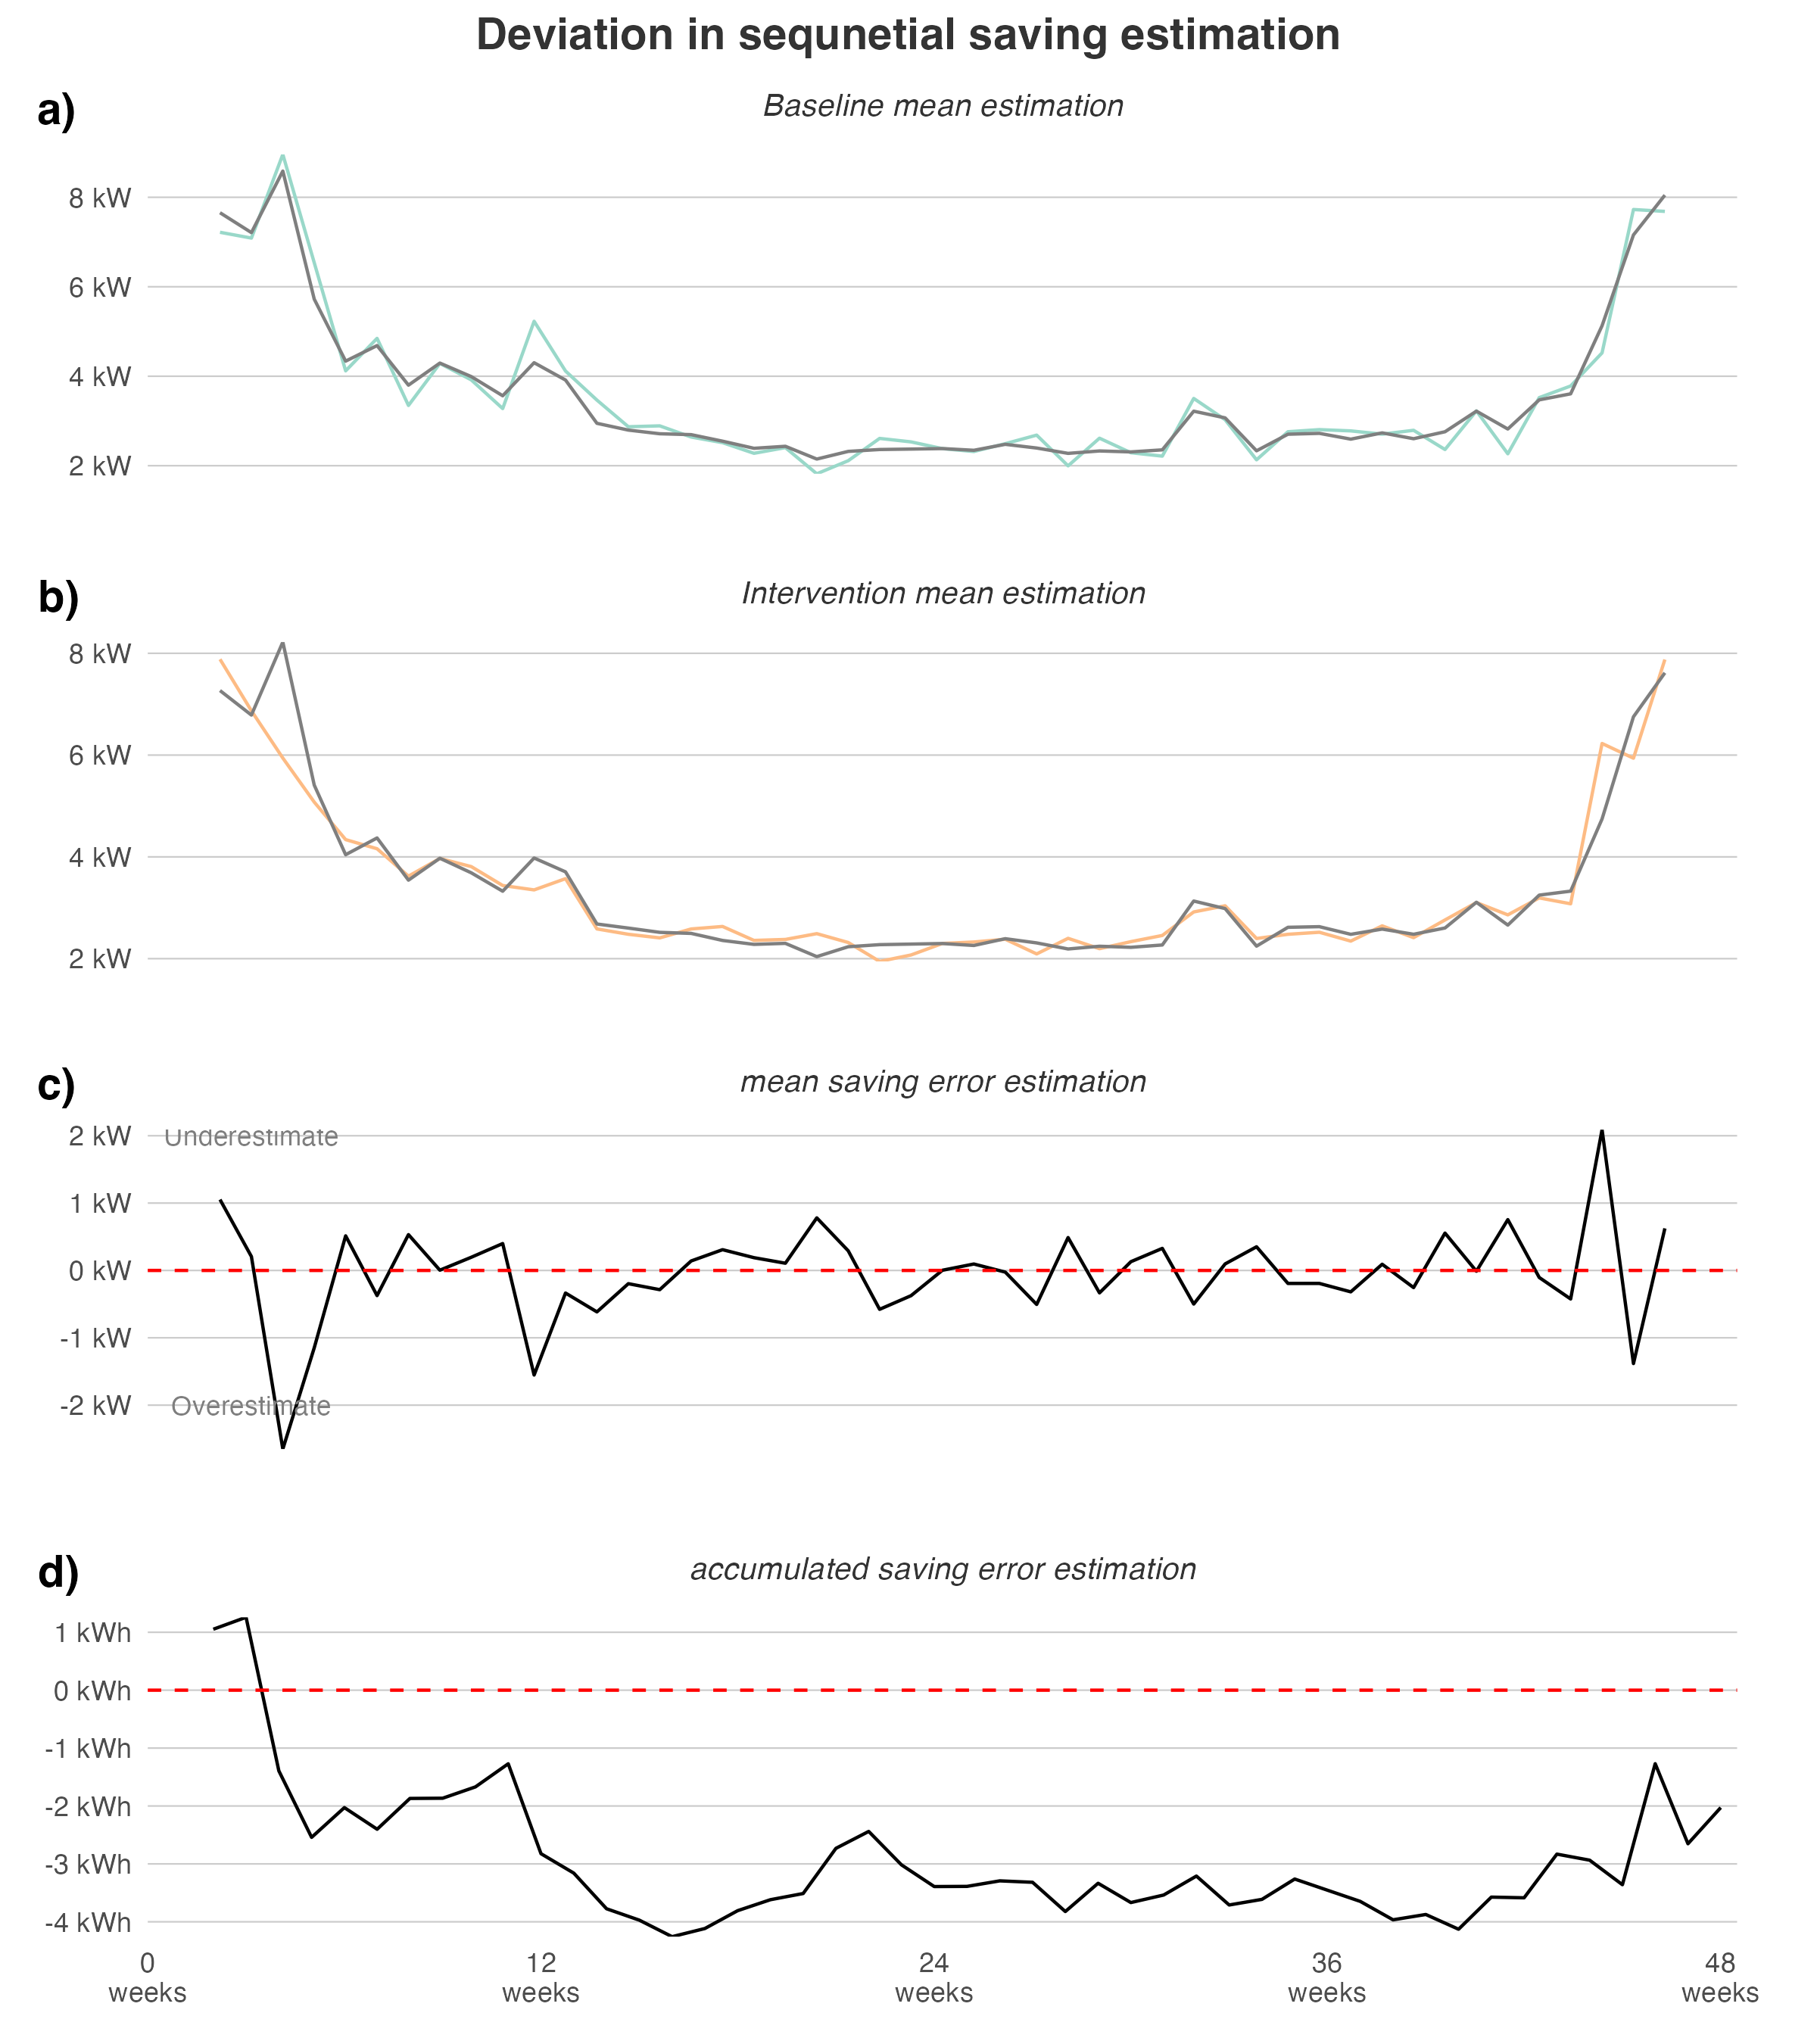 Deviation in sequnetial saving estimation
a)
Baseline mean estimation
8 kW
6 kW
4 kW
2 kW
b)
Intervention mean estimation
8 kW
6 kW
4 kW
2 kW
c)
mean saving error estimation
2 kW
Underestimate
1 kW
0 kW
-1 kW
-2 kW
Overestimate
d)
accumulated saving error estimation
1 kWh
0 kWh
-1 kWh
-2 kWh
-3 kWh
-4 kWh
0 12 24 36 48
weeks weeks weeks weeks weeks